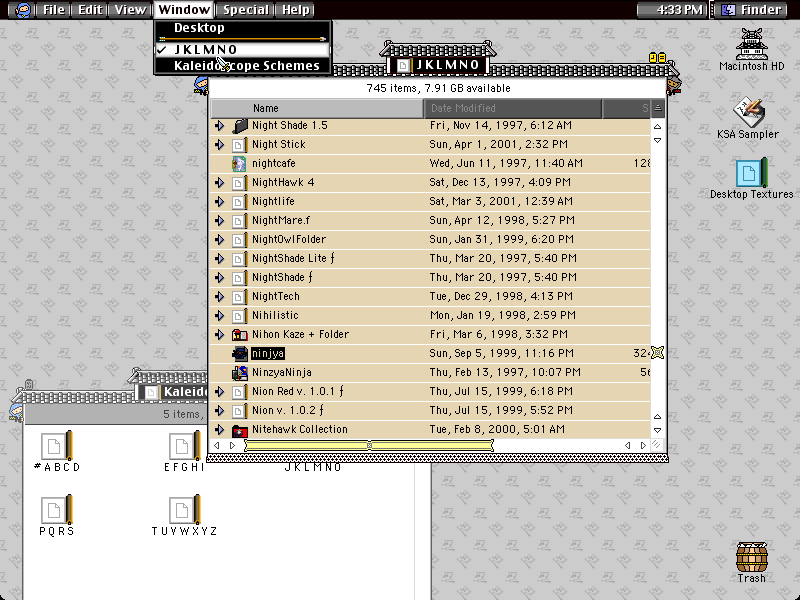 File Edit View Window Special Help 4:33 PM Finder
Desktop
✓ JKLMNO
Kaleidoscope Schemes
JKLMNO
745 items, 7.91 GB available
Name Date Modified S
Night Shade 1.5 Fri, Nov 14, 1997, 6:12 AM
Night Stick Sun, Apr 1, 2001, 2:32 PM
nightcafe Wed, Jun 11, 1997, 11:40 AM 128
NightHawk 4 Sat, Dec 13, 1997, 4:09 PM
Nightlife Sat, Mar 3, 2001, 12:39 AM
NightMare.f Sun, Apr 12, 1998, 5:27 PM
NightOwlFolder Sun, Jan 31, 1999, 6:20 PM
NightShade Lite ƒ Thu, Mar 20, 1997, 5:40 PM
NightShade ƒ Thu, Mar 20, 1997, 5:40 PM
NightTech Tue, Dec 29, 1998, 4:13 PM
Nihilistic Mon, Jan 19, 1998, 2:59 PM
Nihon Kaze + Folder Fri, Mar 6, 1998, 3:32 PM
ninjya Sun, Sep 5, 1999, 11:16 PM 324
NinzyaNinja Thu, Feb 13, 1997, 10:07 PM 56
Nion Red v. 1.0.1 ƒ Thu, Jul 15, 1999, 6:18 PM
Nion v. 1.0.2 ƒ Thu, Jul 15, 1999, 5:52 PM
Nitehawk Collection Tue, Feb 8, 2000, 5:01 AM
Macintosh HD
KSA Sampler
Desktop Textures
Trash
Kaleido
5 items,
#ABCD EFGHI JKLMNO
PQRS TUVWXYZ